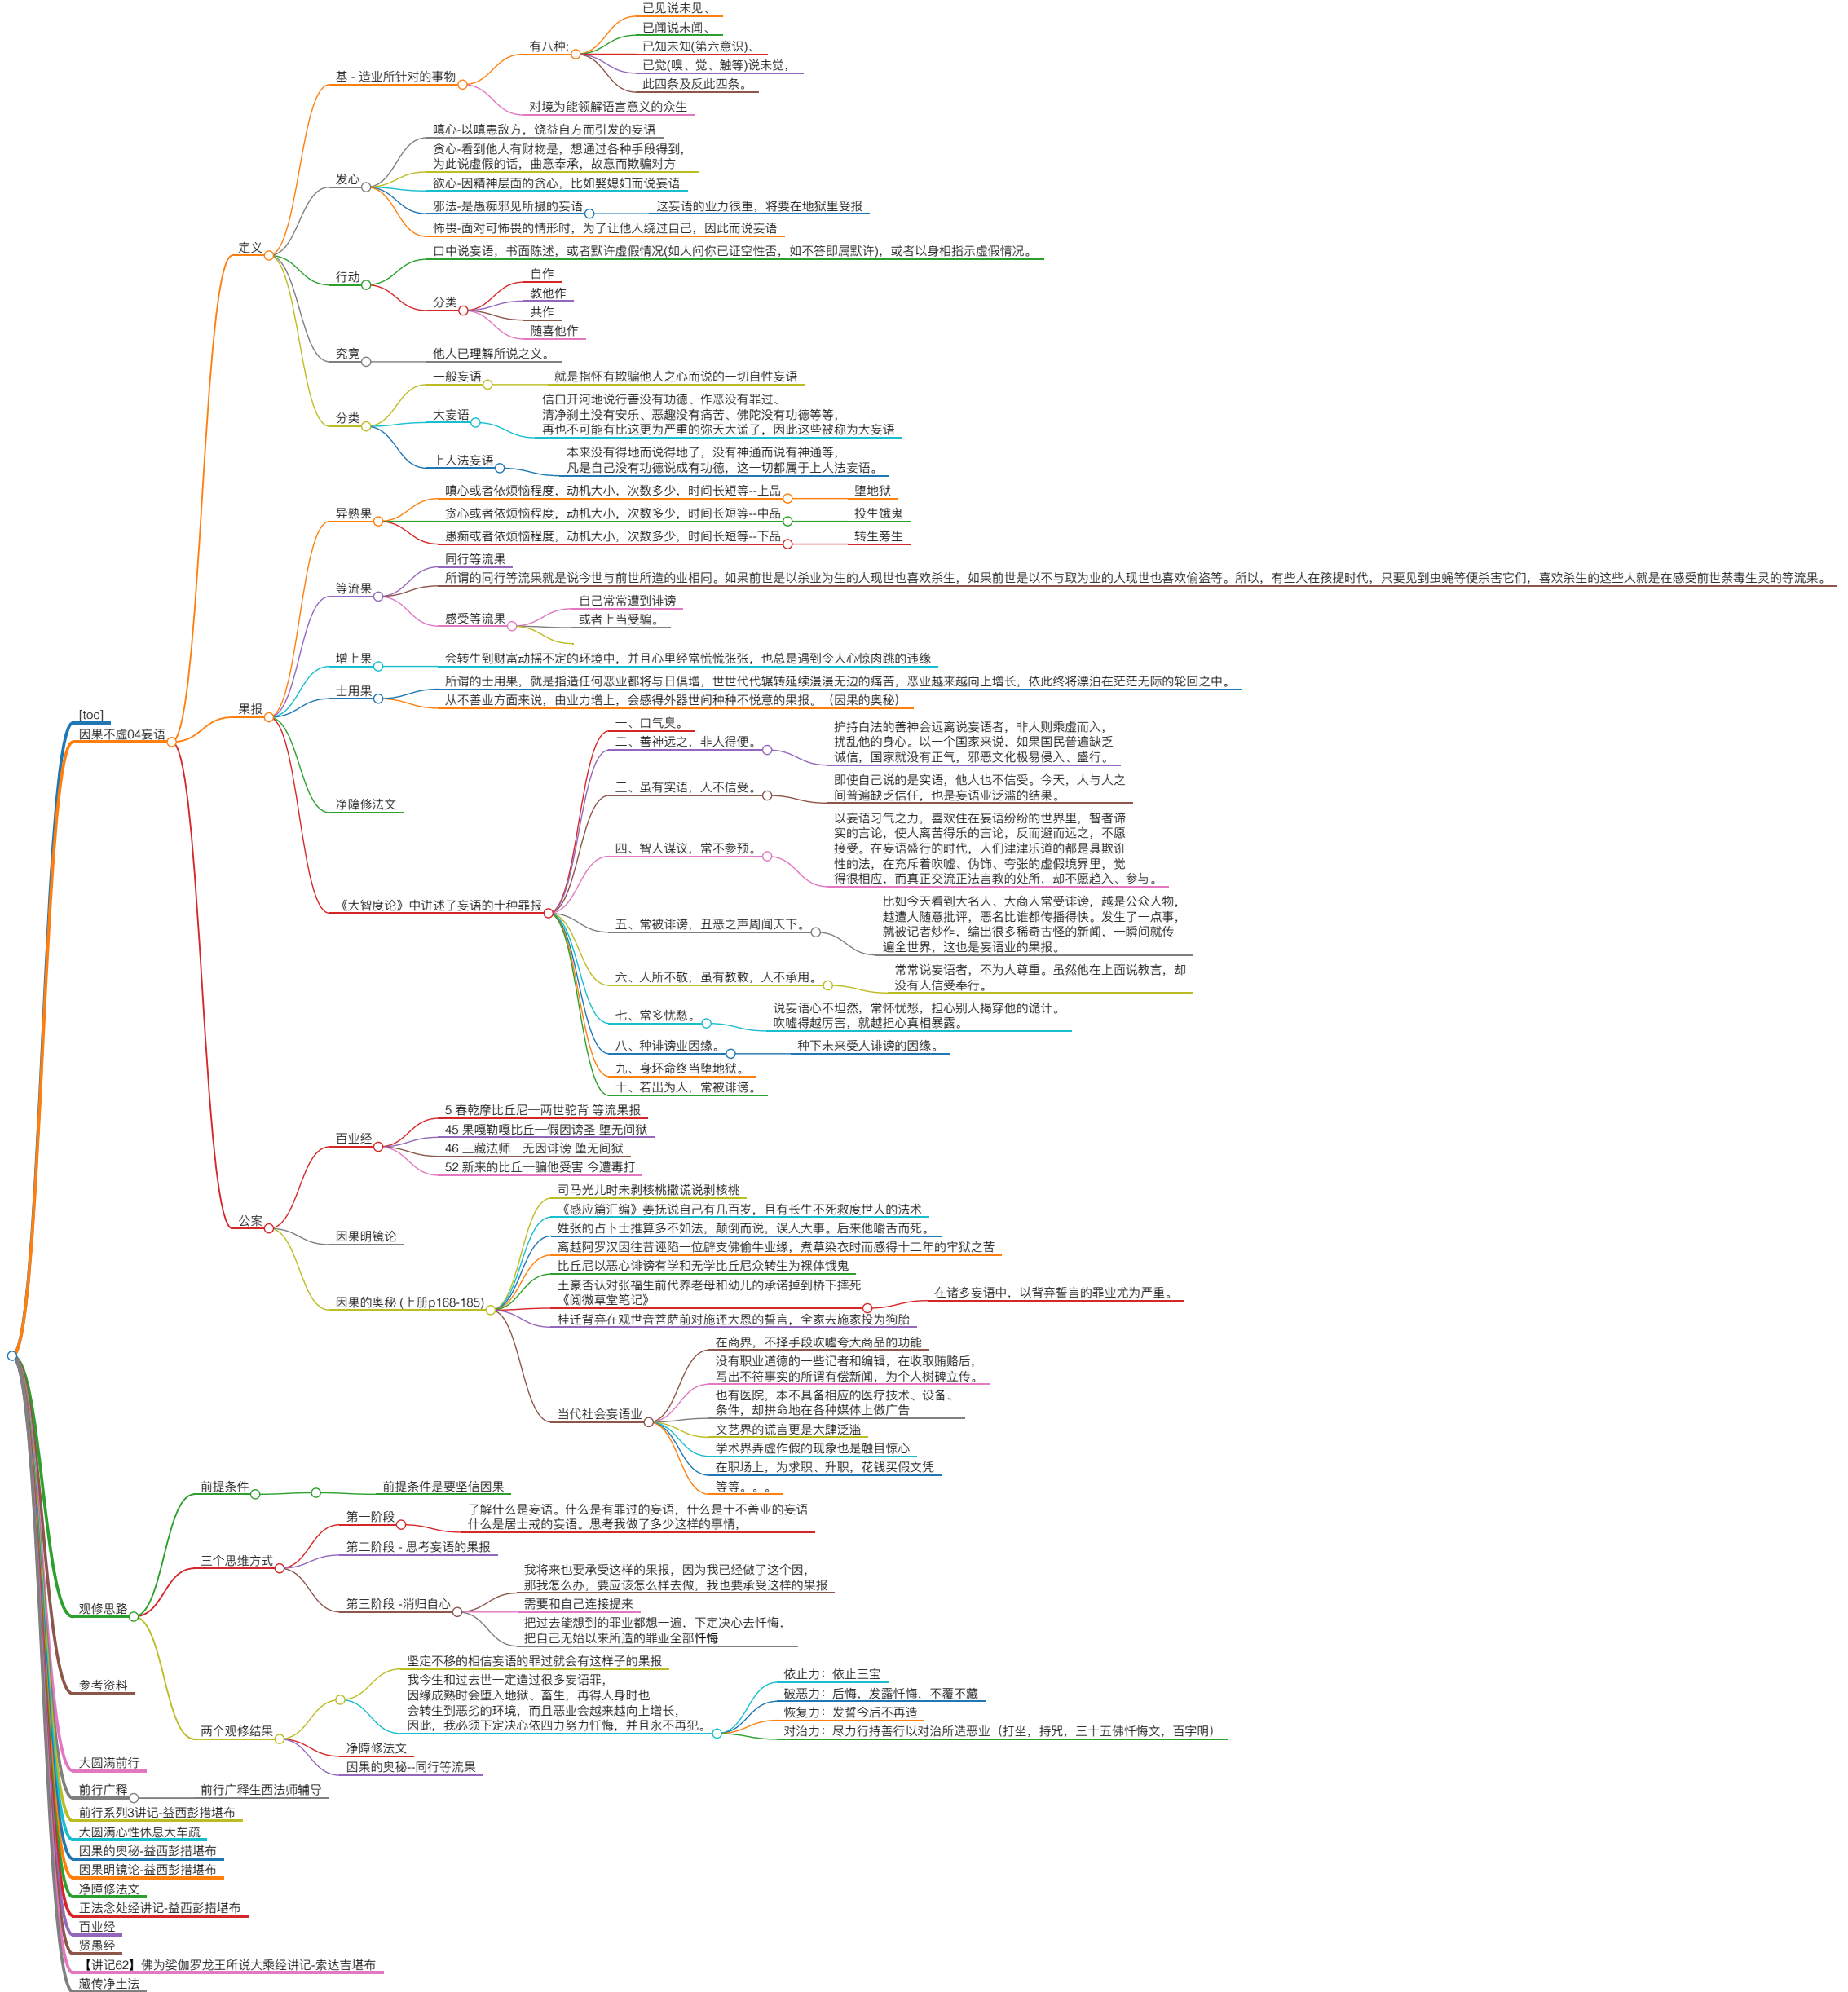 [toc]
因果不虚04妄语
定义
基 - 造业所针对的事物
有八种:
已见说未见、
已闻说未闻、
已知未知(第六意识)、
已觉(嗅、觉、触等)说未觉，
此四条及反此四条。
对境为能领解语言意义的众生
发心
嗔心-以嗔恚敌方，饶益自方而引发的妄语
贪心-看到他人有财物是，想通过各种手段得到，
为此说虚假的话，曲意奉承，故意而欺骗对方
欲心-因精神层面的贪心，比如娶媳妇而说妄语
邪法-是愚痴邪见所摄的妄语
这妄语的业力很重，将要在地狱里受报
怖畏-面对可怖畏的情形时，为了让他人绕过自己，因此而说妄语
行动
口中说妄语，书面陈述，或者默许虚假情况(如人问你已证空性否，如不答即属默许)，或者以身相指示虚假情况。
分类
自作
教他作
共作
随喜他作
究竟
他人已理解所说之义。
分类
一般妄语
就是指怀有欺骗他人之心而说的一切自性妄语
大妄语
信口开河地说行善没有功德、作恶没有罪过、
清净刹土没有安乐、恶趣没有痛苦、佛陀没有功德等等，
再也不可能有比这更为严重的弥天大谎了，因此这些被称为大妄语
上人法妄语
本来没有得地而说得地了，没有神通而说有神通等，
凡是自己没有功德说成有功德，这一切都属于上人法妄语。
果报
异熟果
嗔心或者依烦恼程度，动机大小，次数多少，时间长短等--上品
堕地狱
贪心或者依烦恼程度，动机大小，次数多少，时间长短等--中品
投生饿鬼
愚痴或者依烦恼程度，动机大小，次数多少，时间长短等--下品
转生旁生
等流果
同行等流果
所谓的同行等流果就是说今世与前世所造的业相同。如果前世是以杀业为生的人现世也喜欢杀生，如果前世是以不与取为业的人现世也喜欢偷盗等。所以，有些人在孩提时代，只要见到虫蝇等便杀害它们，喜欢杀生的这些人就是在感受前世荼毒生灵的等流果。
感受等流果
自己常常遭到诽谤
或者上当受骗。
增上果
会转生到财富动摇不定的环境中，并且心里经常慌慌张张，也总是遇到令人心惊肉跳的违缘
士用果
所谓的士用果，就是指造任何恶业都将与日俱增，世世代代辗转延续漫漫无边的痛苦，恶业越来越向上增长，依此终将漂泊在茫茫无际的轮回之中。
从不善业方面来说，由业力增上，会感得外器世间种种不悦意的果报。（因果的奥秘）
净障修法文
《大智度论》中讲述了妄语的十种罪报
一、口气臭。
二、善神远之，非人得便。
护持白法的善神会远离说妄语者，非人则乘虚而入，
扰乱他的身心。以一个国家来说，如果国民普遍缺乏
诚信，国家就没有正气，邪恶文化极易侵入、盛行。
三、虽有实语，人不信受。
即使自己说的是实语，他人也不信受。今天，人与人之
间普遍缺乏信任，也是妄语业泛滥的结果。
四、智人谋议，常不参预。
以妄语习气之力，喜欢住在妄语纷纷的世界里，智者谛
实的言论，使人离苦得乐的言论，反而避而远之，不愿
接受。在妄语盛行的时代，人们津津乐道的都是具欺诳
性的法，在充斥着吹嘘、伪饰、夸张的虚假境界里，觉
得很相应，而真正交流正法言教的处所，却不愿趋入、参与。
五、常被诽谤，丑恶之声周闻天下。
比如今天看到大名人、大商人常受诽谤，越是公众人物，
越遭人随意批评，恶名比谁都传播得快。发生了一点事，
就被记者炒作，编出很多稀奇古怪的新闻，一瞬间就传
遍全世界，这也是妄语业的果报。
六、人所不敬，虽有教敕，人不承用。
常常说妄语者，不为人尊重。虽然他在上面说教言，却
没有人信受奉行。
七、常多忧愁。
说妄语心不坦然，常怀忧愁，担心别人揭穿他的诡计。
吹嘘得越厉害，就越担心真相暴露。
八、种诽谤业因缘。
种下未来受人诽谤的因缘。
九、身坏命终当堕地狱。
十、若出为人，常被诽谤。
公案
百业经
5 春乾摩比丘尼—两世驼背 等流果报
45 果嘎勒嘎比丘—假因谤圣 堕无间狱
46 三藏法师—无因诽谤 堕无间狱
52 新来的比丘—骗他受害 今遭毒打
因果明镜论
因果的奥秘 (上册p168-185)
司马光儿时未剥核桃撒谎说剥核桃
《感应篇汇编》姜抚说自己有几百岁，且有长生不死救度世人的法术
姓张的占卜士推算多不如法，颠倒而说，误人大事。后来他嚼舌而死。
离越阿罗汉因往昔诬陷一位辟支佛偷牛业缘，煮草染衣时而感得十二年的牢狱之苦
比丘尼以恶心诽谤有学和无学比丘尼众转生为裸体饿鬼
土豪否认对张福生前代养老母和幼儿的承诺掉到桥下摔死
《阅微草堂笔记》
在诸多妄语中，以背弃誓言的罪业尤为严重。
桂迁背弃在观世音菩萨前对施还大恩的誓言，全家去施家投为狗胎
当代社会妄语业
在商界，不择手段吹嘘夸大商品的功能
没有职业道德的一些记者和编辑，在收取贿赂后，
写出不符事实的所谓有偿新闻，为个人树碑立传。
也有医院，本不具备相应的医疗技术、设备、
条件，却拼命地在各种媒体上做广告
文艺界的谎言更是大肆泛滥
学术界弄虚作假的现象也是触目惊心
在职场上，为求职、升职，花钱买假文凭
等等。。。
观修思路
前提条件
前提条件是要坚信因果
三个思维方式
第一阶段
了解什么是妄语。什么是有罪过的妄语，什么是十不善业的妄语
什么是居士戒的妄语。思考我做了多少这样的事情，
第二阶段 - 思考妄语的果报
第三阶段 -消归自心
我将来也要承受这样的果报，因为我已经做了这个因，
那我怎么办，要应该怎么样去做，我也要承受这样的果报
需要和自己连接提来
把过去能想到的罪业都想一遍，下定决心去忏悔，
把自己无始以来所造的罪业全部忏悔
两个观修结果
坚定不移的相信妄语的罪过就会有这样子的果报
我今生和过去世一定造过很多妄语罪，
因缘成熟时会堕入地狱、畜生，再得人身时也
会转生到恶劣的环境，而且恶业会越来越向上增长，
因此，我必须下定决心依四力努力忏悔，并且永不再犯。
依止力：依止三宝
破恶力：后悔，发露忏悔，不覆不藏
恢复力：发誓今后不再造
对治力：尽力行持善行以对治所造恶业（打坐，持咒，三十五佛忏悔文，百字明）
净障修法文
因果的奥秘--同行等流果
参考资料
大圆满前行
前行广释
前行广释生西法师辅导
前行系列3讲记-益西彭措堪布
大圆满心性休息大车疏
因果的奥秘-益西彭措堪布
因果明镜论-益西彭措堪布
净障修法文
正法念处经讲记-益西彭措堪布
百业经
贤愚经
【讲记62】佛为娑伽罗龙王所说大乘经讲记-索达吉堪布
藏传净土法